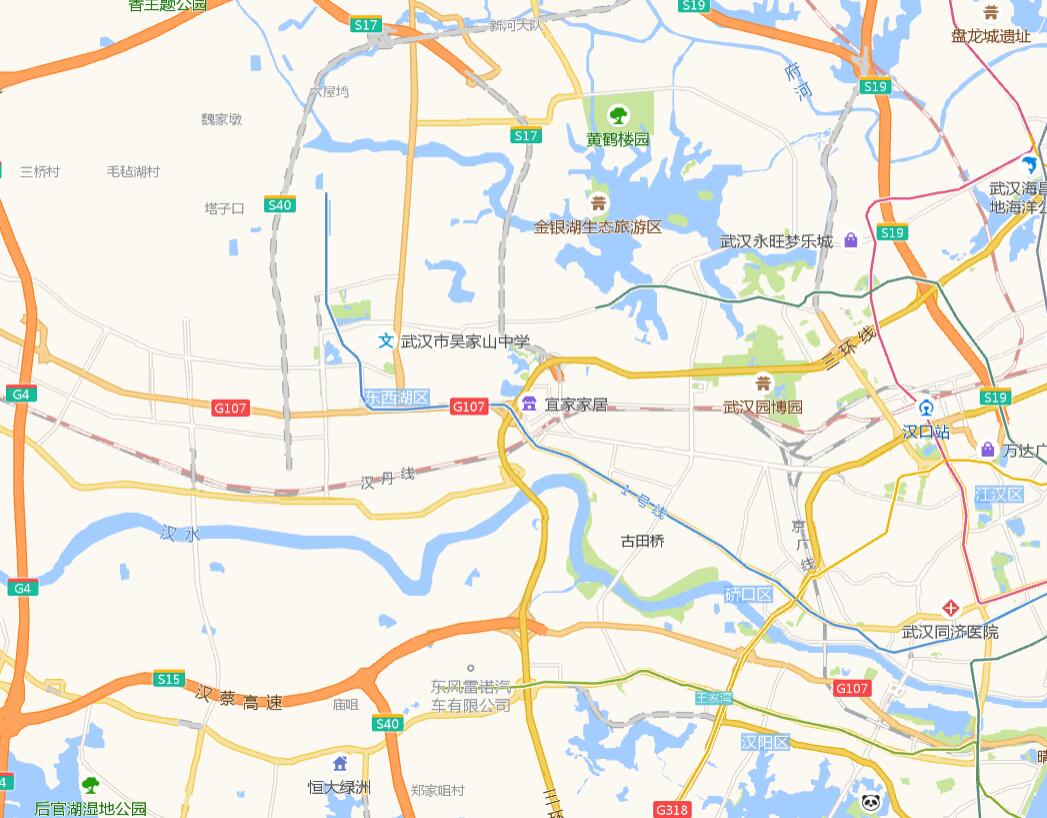 香主题公园
S17
新河大队
S19
盘龙城遗址
府
河
S19
六屋坞
魏家墩
S17
黄鹤楼园
三桥村
毛毡湖村
武汉海昌
地海洋公
塔子口
S40
金银湖生态旅游区
武汉永旺梦乐城
S19
武汉市吴家山中学
文
三环线
G4
东西湖区
G107
G107
宜家家居
武汉园博园
S19
汉口站
万达广
汉丹线
江汉区
1号线
汉水
京广线
古田桥
G4
硚口区
武汉同济医院
S15
汉蔡高速
东风雷诺汽
车有限公司
庙咀
王家湾
G107
S40
汉阳区
晴
4
恒大绿洲
郑家咀村
后官湖湿地公园
三环
G318